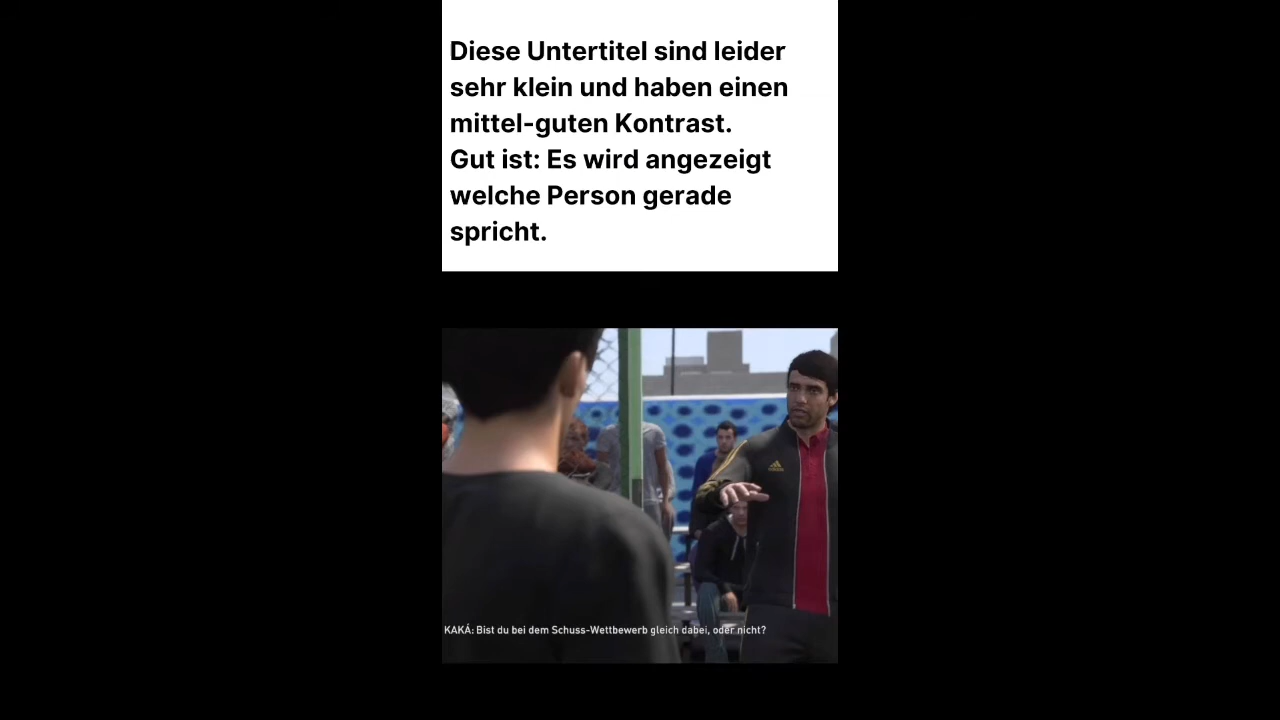 Diese Untertitel sind leider
sehr klein und haben einen
mittel-guten Kontrast.
Gut ist: Es wird angezeigt
welche Person gerade
spricht.
KAKÁ: Bist du bei dem Schuss-Wettbewerb gleich dabei, oder nicht?